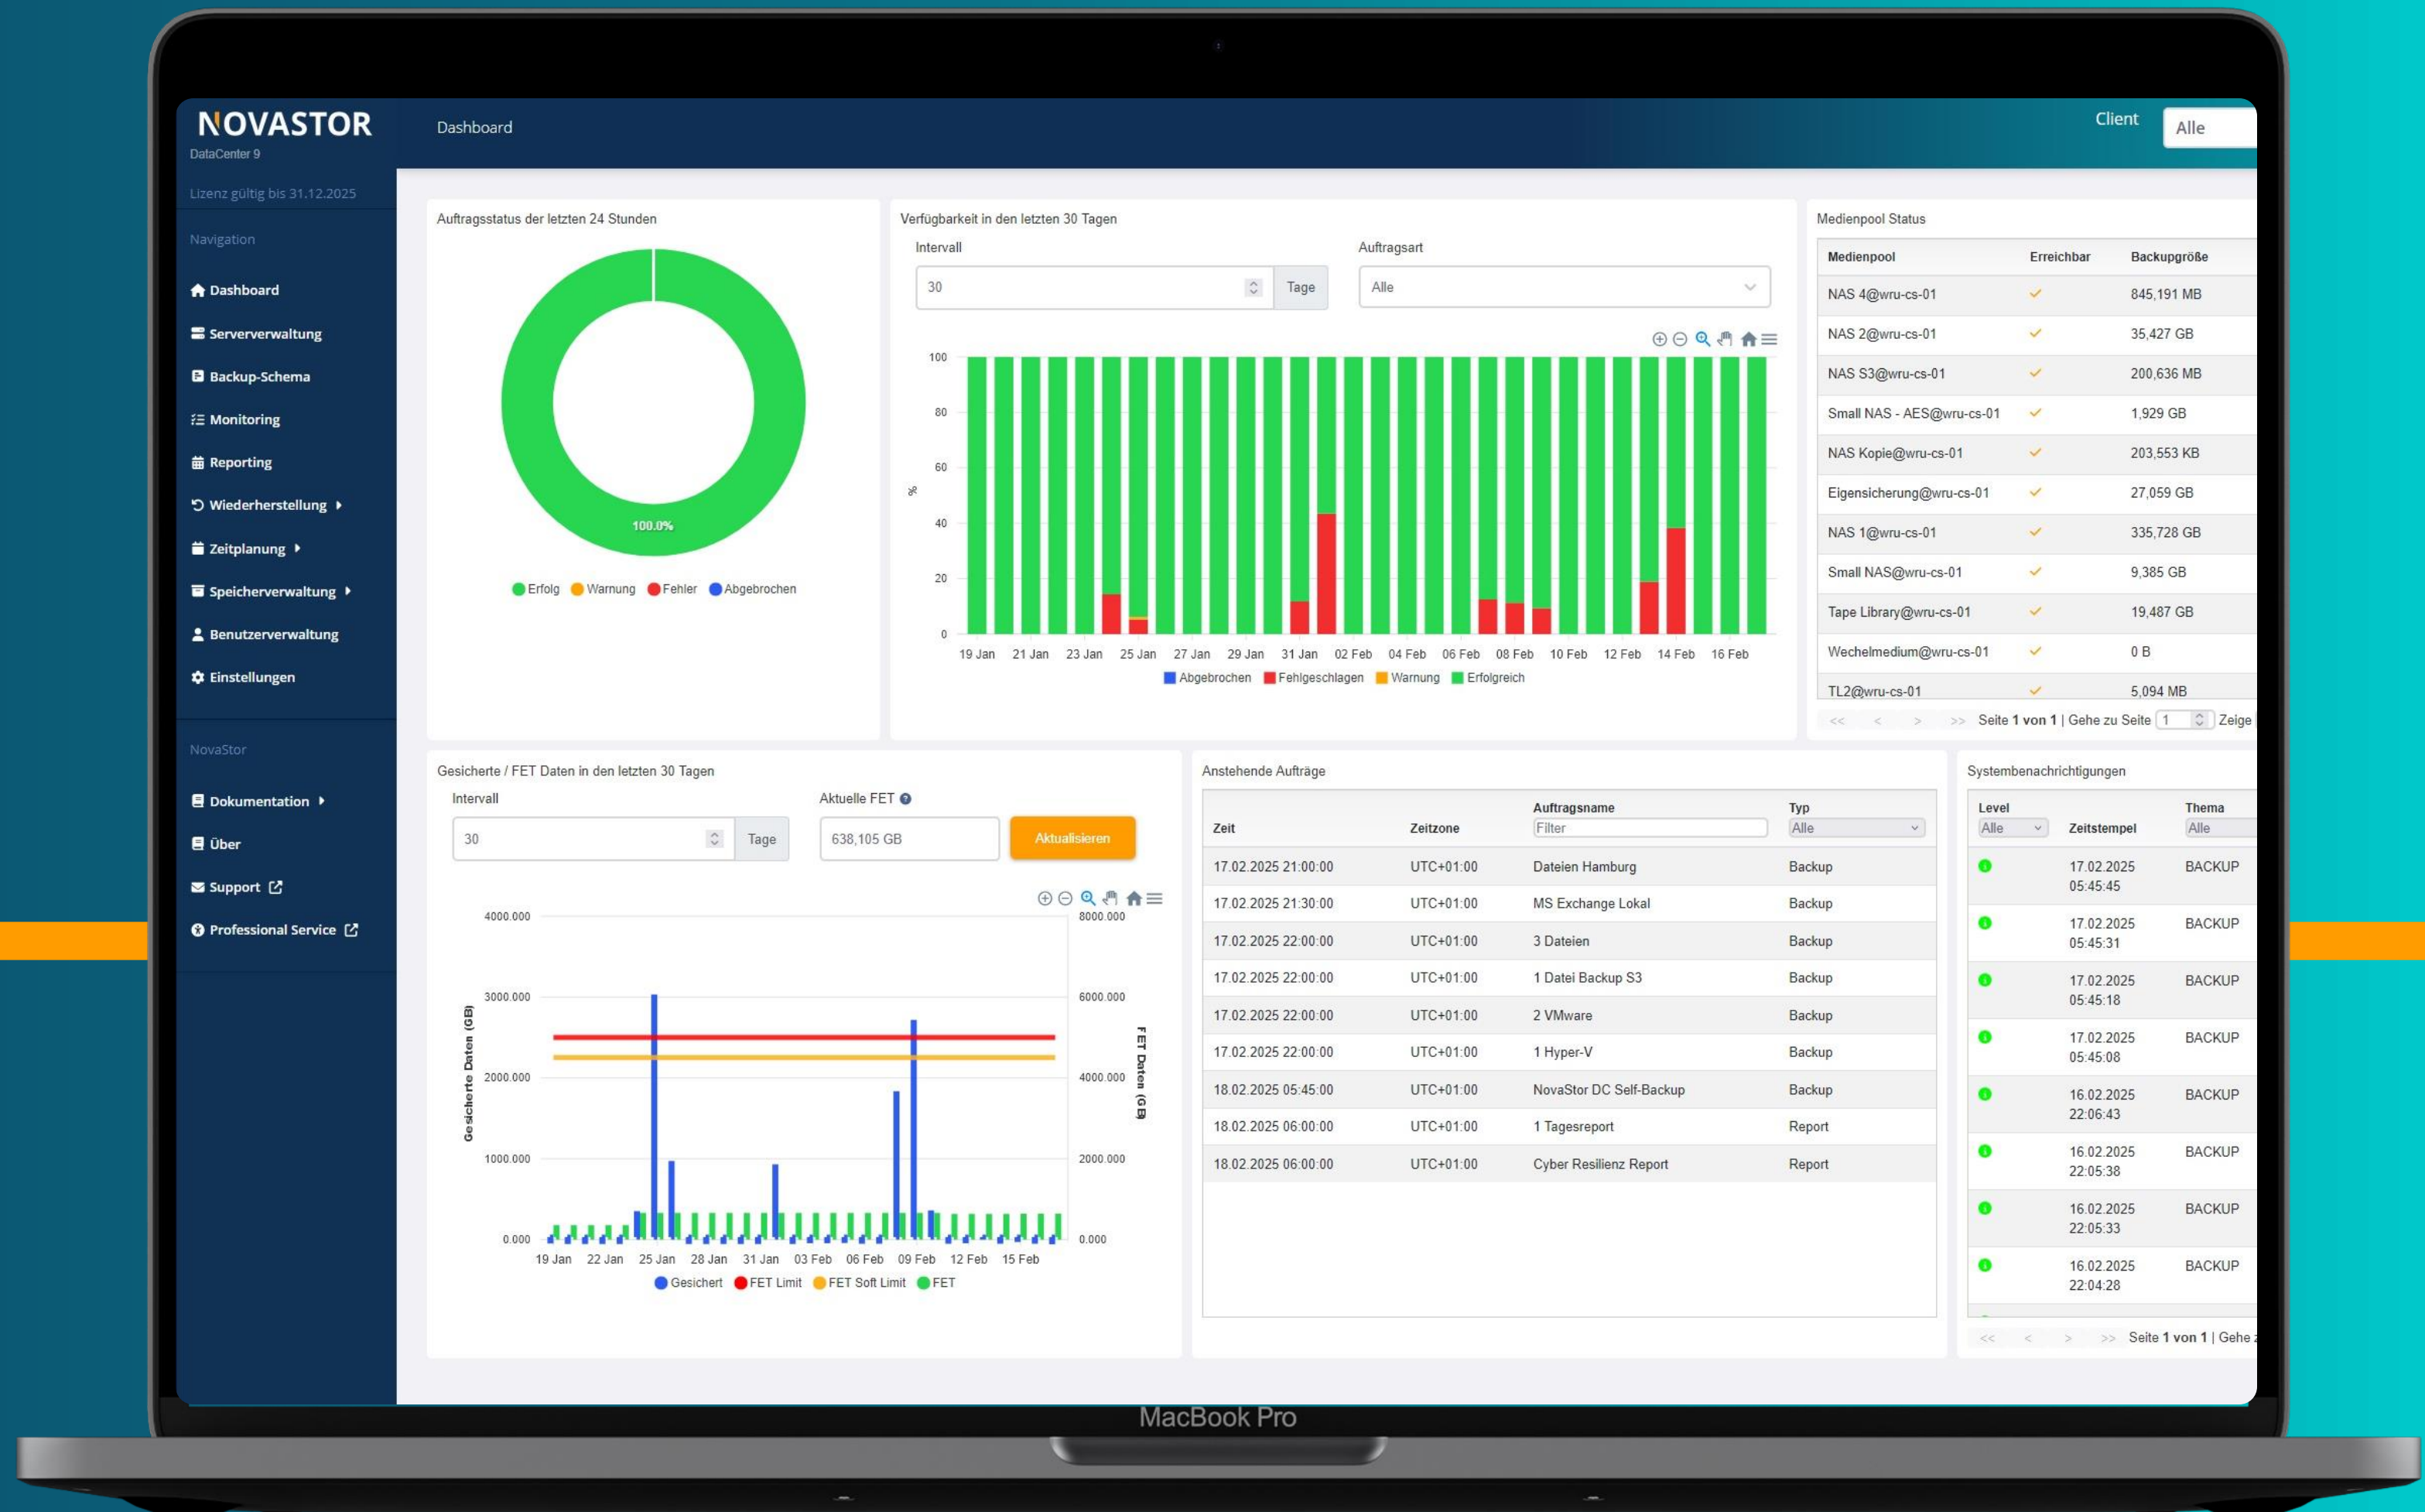 NOVASTOR
DataCenter 9
Lizenz gültig bis 31.12.2025
Navigation
Dashboard
Serververwaltung
Backup-Schema
Monitoring
Reporting
Wiederherstellung
Zeitplanung
Speicherverwaltung
Benutzerverwaltung
Einstellungen
NovaStor
Dokumentation
Über
Support
Professional Service
Dashboard
Client Alle
Auftragsstatus der letzten 24 Stunden
100.0%
Erfolg Warnung Fehler Abgebrochen
Verfügbarkeit in den letzten 30 Tagen
Intervall Auftragsart
30 Tage Alle
100
80
60
%
40
20
0
19 Jan 21 Jan 23 Jan 25 Jan 27 Jan 29 Jan 31 Jan 02 Feb 04 Feb 06 Feb 08 Feb 10 Feb 12 Feb 14 Feb 16 Feb
Abgebrochen Fehlgeschlagen Warnung Erfolgreich
Medienpool Status
Medienpool Erreichbar Backupgröße
NAS 4@wru-cs-01 845,191 MB
NAS 2@wru-cs-01 35,427 GB
NAS S3@wru-cs-01 200,636 MB
Small NAS - AES@wru-cs-01 1,929 GB
NAS Kopie@wru-cs-01 203,553 KB
Eigensicherung@wru-cs-01 27,059 GB
NAS 1@wru-cs-01 335,728 GB
Small NAS@wru-cs-01 9,385 GB
Tape Library@wru-cs-01 19,487 GB
Wechelmedium@wru-cs-01 0 B
TL2@wru-cs-01 5,094 MB
<< < > >> Seite 1 von 1 | Gehe zu Seite 1 Zeige
Gesicherte / FET Daten in den letzten 30 Tagen
Intervall Aktuelle FET
30 Tage 638,105 GB Aktualisieren
4000.000 8000.000
3000.000 6000.000
2000.000 4000.000
1000.000 2000.000
0.000 0.000
Gesicherte Daten (GB)
FET Daten (GB)
19 Jan 22 Jan 25 Jan 28 Jan 31 Jan 03 Feb 06 Feb 09 Feb 12 Feb 15 Feb
Gesichert FET Limit FET Soft Limit FET
Anstehende Aufträge
Zeit Zeitzone Auftragsname Typ
Filter Alle
17.02.2025 21:00:00 UTC+01:00 Dateien Hamburg Backup
17.02.2025 21:30:00 UTC+01:00 MS Exchange Lokal Backup
17.02.2025 22:00:00 UTC+01:00 3 Dateien Backup
17.02.2025 22:00:00 UTC+01:00 1 Datei Backup S3 Backup
17.02.2025 22:00:00 UTC+01:00 2 VMware Backup
17.02.2025 22:00:00 UTC+01:00 1 Hyper-V Backup
18.02.2025 05:45:00 UTC+01:00 NovaStor DC Self-Backup Backup
18.02.2025 06:00:00 UTC+01:00 1 Tagesreport Report
18.02.2025 06:00:00 UTC+01:00 Cyber Resilienz Report Report
Systembenachrichtigungen
Level Zeitstempel Thema
Alle Alle
17.02.2025 BACKUP
05:45:45
17.02.2025 BACKUP
05:45:31
17.02.2025 BACKUP
05:45:18
17.02.2025 BACKUP
05:45:08
16.02.2025 BACKUP
22:06:43
16.02.2025 BACKUP
22:05:38
16.02.2025 BACKUP
22:05:33
16.02.2025 BACKUP
22:04:28
<< < > >> Seite 1 von 1 | Gehe
MacBook Pro